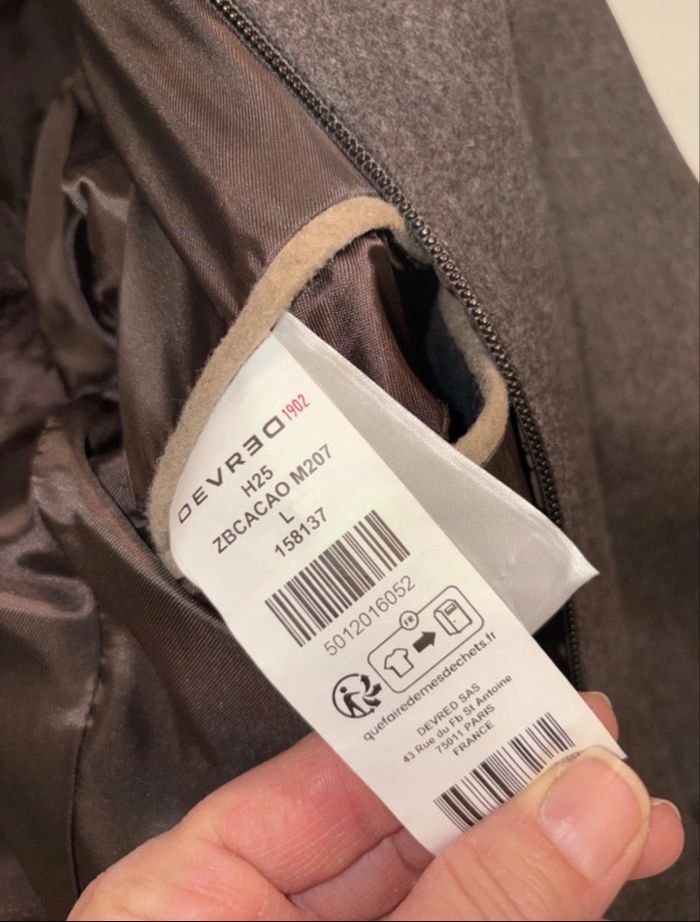 DEVRED 1902
H25
ZBCACAO M207
L
158137
5012016052
FR
quefairedemesdechets.fr
DEVRED SAS
43 Rue du Fb St Antoine
75011 PARIS
FRANCE